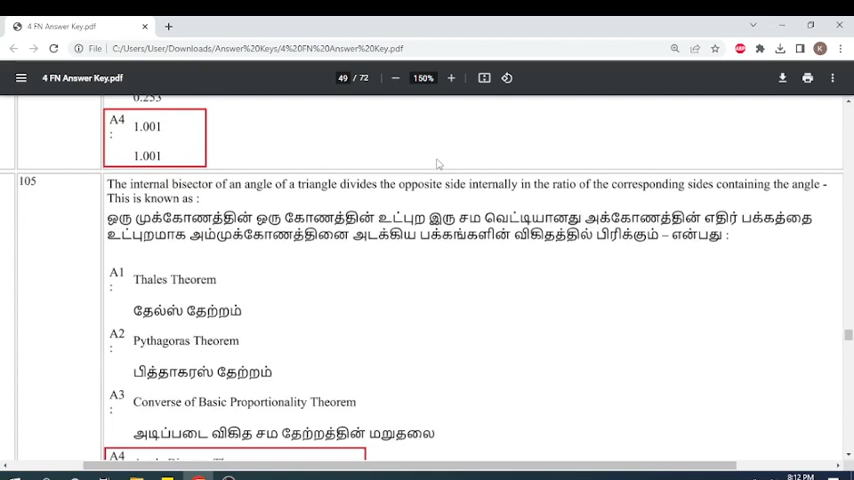 4 FN Answer Key.pdf
File
C:/Users/User/Downloads/Answer%20Keys/4%20FN%20Answer%20Key.pdf
ABP
K
4 FN Answer Key.pdf
49 / 72
150%
0.253
A4
:
1.001
1.001
105
The internal bisector of an angle of a triangle divides the opposite side internally in the ratio of the corresponding sides containing the angle -
This is known as :
ஒரு முக்கோணத்தின் ஒரு கோணத்தின் உட்புற இரு சம வெட்டியானது அக்கோணத்தின் எதிர் பக்கத்தை
உட்புறமாக அம்முக்கோணத்தினை அடக்கிய பக்கங்களின் விகிதத்தில் பிரிக்கும் – என்பது :
A1
:
Thales Theorem
தேல்ஸ் தேற்றம்
A2
:
Pythagoras Theorem
பித்தாகரஸ் தேற்றம்
A3
:
Converse of Basic Proportionality Theorem
அடிப்படை விகித சம தேற்றத்தின் மறுதலை
A4
8:12 PM